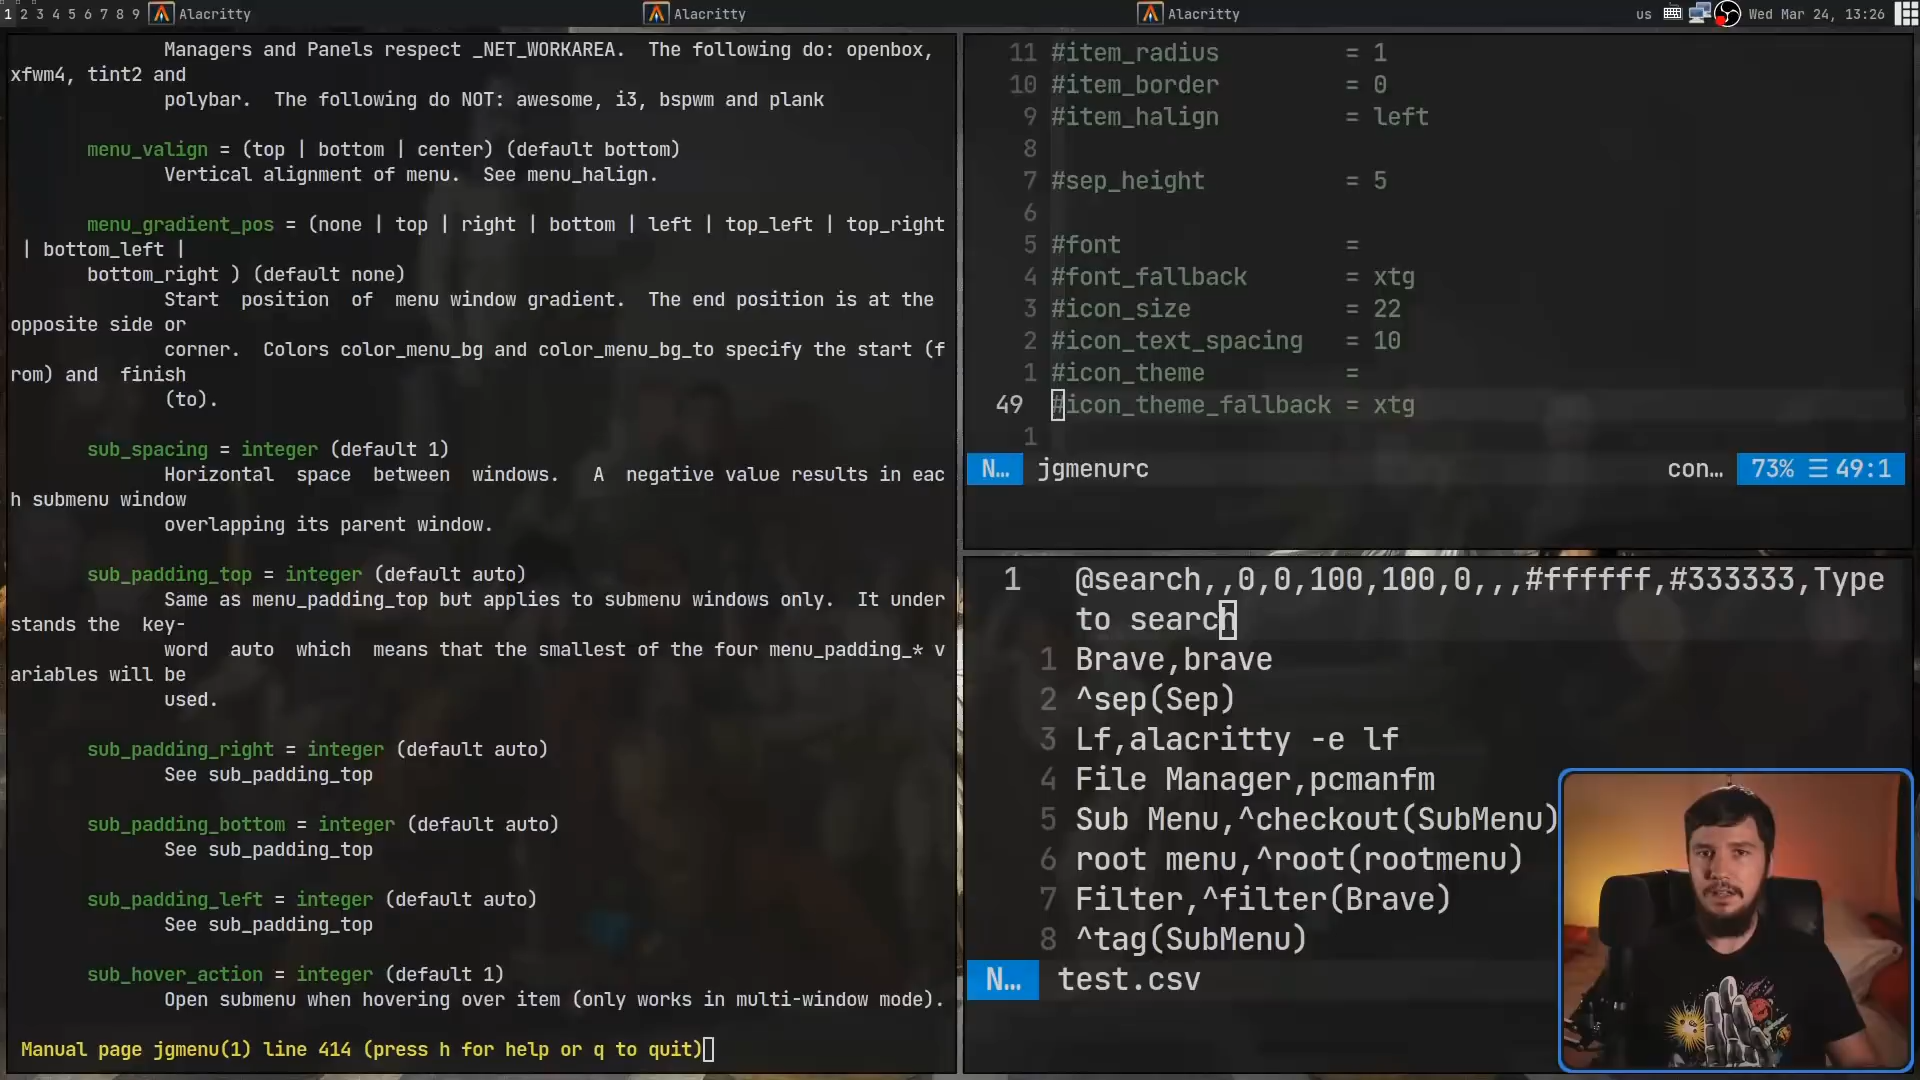 1 2 3 4 5 6 7 8 9 Alacritty Alacritty Alacritty us Wed Mar 24, 13:26
Managers and Panels respect _NET_WORKAREA.  The following do: openbox,
xfwm4, tint2 and
polybar.  The following do NOT: awesome, i3, bspwm and plank
menu_valign = (top | bottom | center) (default bottom)
Vertical alignment of menu.  See menu_halign.
menu_gradient_pos = (none | top | right | bottom | left | top_left | top_right
| bottom_left |
bottom_right ) (default none)
Start  position  of  menu window gradient.  The end position is at the
opposite side or
corner.  Colors color_menu_bg and color_menu_bg_to specify the start (f
rom) and  finish
(to).
sub_spacing = integer (default 1)
Horizontal  space  between  windows.  A  negative value results in eac
h submenu window
overlapping its parent window.
sub_padding_top = integer (default auto)
Same as menu_padding_top but applies to submenu windows only.  It under
stands the  key-
word  auto  which  means that the smallest of the four menu_padding_* v
ariables will be
used.
sub_padding_right = integer (default auto)
See sub_padding_top
sub_padding_bottom = integer (default auto)
See sub_padding_top
sub_padding_left = integer (default auto)
See sub_padding_top
sub_hover_action = integer (default 1)
Open submenu when hovering over item (only works in multi-window mode).
Manual page jgmenu(1) line 414 (press h for help or q to quit)
11 #item_radius = 1
10 #item_border = 0
9 #item_halign = left
8
7 #sep_height = 5
6
5 #font =
4 #font_fallback = xtg
3 #icon_size = 22
2 #icon_text_spacing = 10
1 #icon_theme =
49 #icon_theme_fallback = xtg
1
N… jgmenurc con… 73% ☰ 49:1
1 @search,,0,0,100,100,0,,,#ffffff,#333333,Type
to search
1 Brave,brave
2 ^sep(Sep)
3 Lf,alacritty -e lf
4 File Manager,pcmanfm
5 Sub Menu,^checkout(SubMenu)
6 root menu,^root(rootmenu)
7 Filter,^filter(Brave)
8 ^tag(SubMenu)
N… test.csv